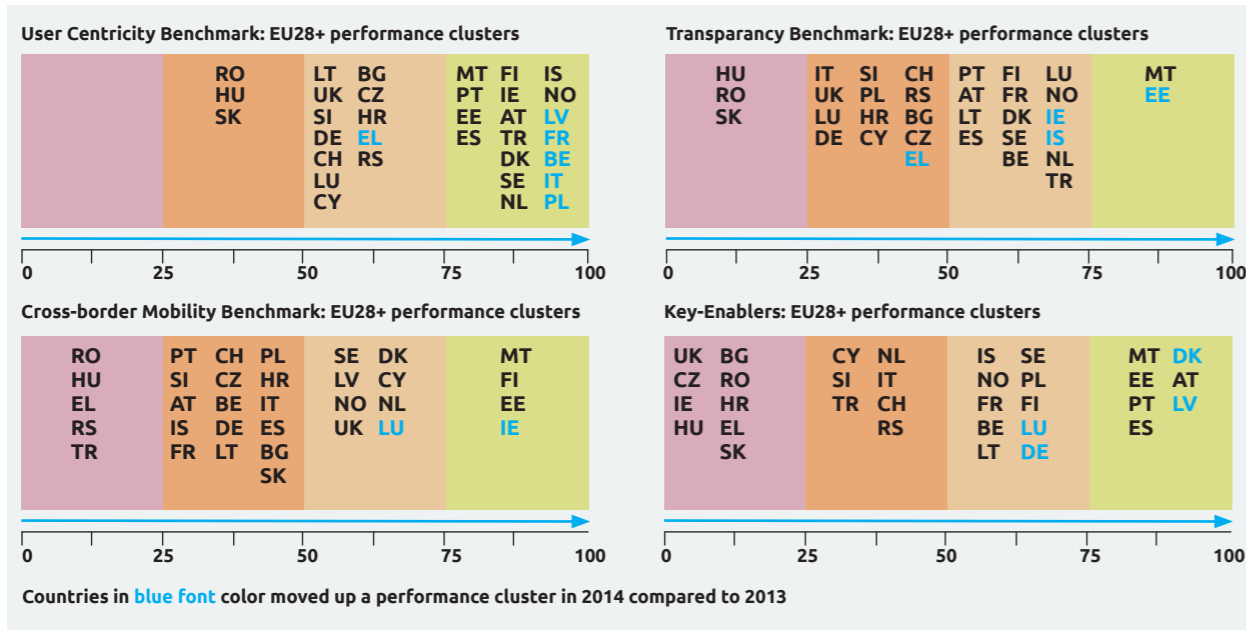 User Centricity Benchmark: EU28+ performance clusters
RO
HU
SK
LT BG
UK CZ
SI HR
DE EL
CH RS
LU
CY
MT FI IS
PT IE NO
EE AT LV
ES TR FR
DK BE
SE IT
NL PL
0 25 50 75 100
Transparancy Benchmark: EU28+ performance clusters
HU
RO
SK
IT SI CH
UK PL RS
LU HR BG
DE CY CZ
EL
PT FI LU
AT FR NO
LT DK IE
ES SE IS
BE NL
TR
MT
EE
0 25 50 75 100
Cross-border Mobility Benchmark: EU28+ performance clusters
RO
HU
EL
RS
TR
PT CH PL
SI CZ HR
AT BE IT
IS DE ES
FR LT BG
SK
SE DK
LV CY
NO NL
UK LU
MT
FI
EE
IE
0 25 50 75 100
Key-Enablers: EU28+ performance clusters
UK BG
CZ RO
IE HR
HU EL
SK
CY NL
SI IT
TR CH
RS
IS SE
NO PL
FR FI
BE LU
LT DE
MT DK
EE AT
PT LV
ES
0 25 50 75 100
Countries in blue font color moved up a performance cluster in 2014 compared to 2013